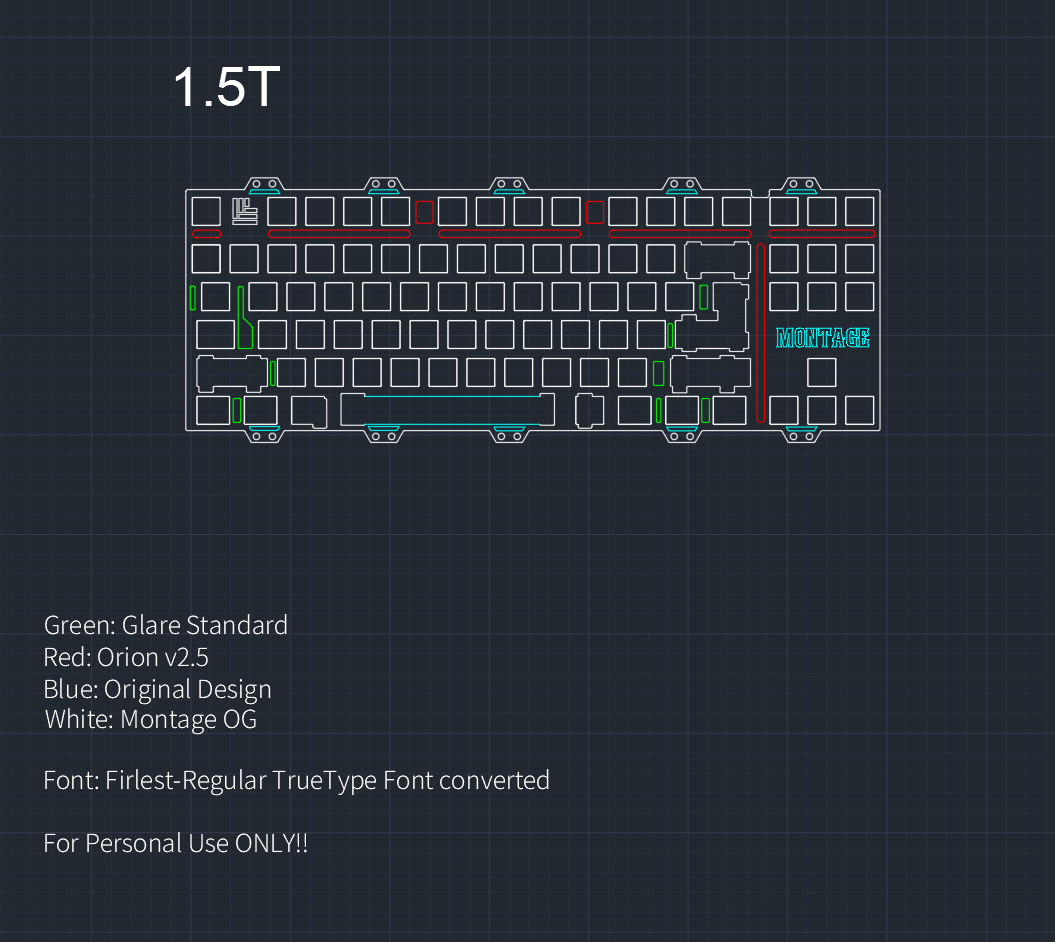 1.5T
MONTAGE
Green: Glare Standard
Red: Orion v2.5
Blue: Original Design
White: Montage OG
Font: Firlest-Regular TrueType Font converted
For Personal Use ONLY!!